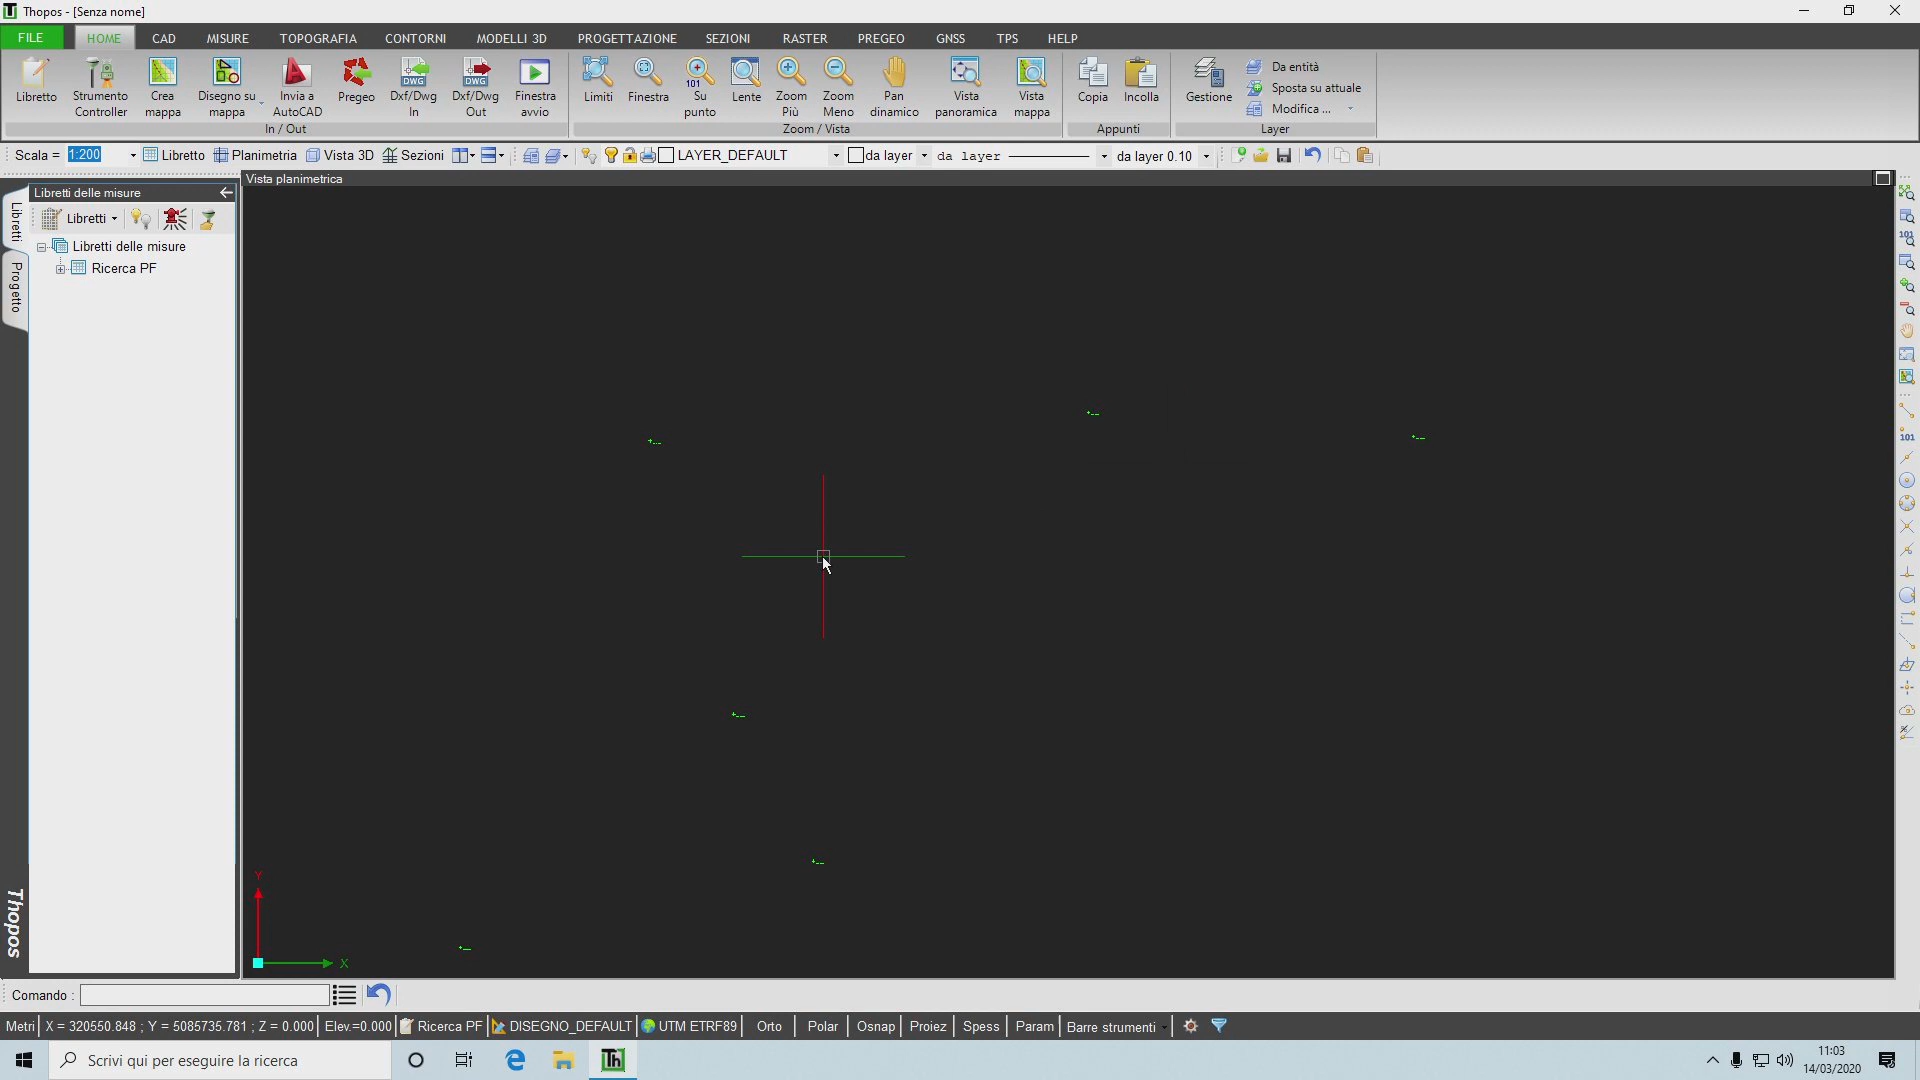 Thopos - [Senza nome]
FILE HOME CAD MISURE TOPOGRAFIA CONTORNI MODELLI 3D PROGETTAZIONE SEZIONI RASTER PREGEO GNSS TPS HELP
Libretto
Strumento Controller
Crea mappa
Disegno su mappa
Invia a AutoCAD
Pregeo
DWG
Dxf/Dwg In
DWG
Dxf/Dwg Out
Finestra avvio
In / Out
Limiti
Finestra
101
Su punto
Lente
Zoom Più
Zoom Meno
Pan dinamico
Vista panoramica
Vista mappa
Zoom / Vista
Copia
Incolla
Appunti
Gestione
Da entità
Sposta su attuale
Modifica ...
Layer
Scala = 1:200 Libretto Planimetria Vista 3D Sezioni LAYER_DEFAULT da layer da layer da layer 0.10
Libretti delle misure
Vista planimetrica
Libretti
Libretti
Libretti delle misure
Ricerca PF
Progetto
101
101
Y
X
Thopos
Comando :
Metri X = 320550.848 ; Y = 5085735.781 ; Z = 0.000 Elev.=0.000 Ricerca PF DISEGNO_DEFAULT UTM ETRF89 Orto Polar Osnap Proiez Spess Param Barre strumenti
Scrivi qui per eseguire la ricerca
Th
11:03
14/03/2020